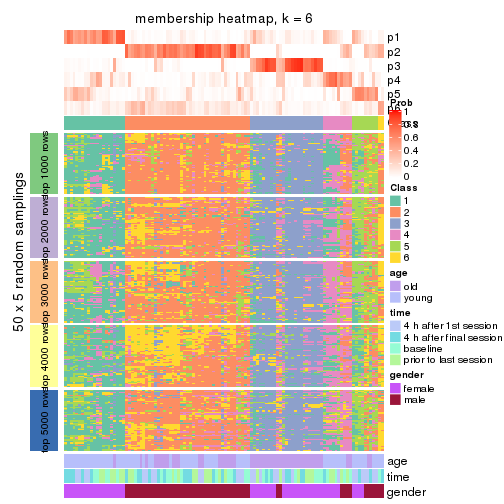 membership heatmap, k = 6
p1
p2
p3
p4
p5
p6
Prob
1
0.8
0.6
0.4
0.2
0
Class
Class
1
2
3
4
5
6
age
old
young
time
4 h after 1st session
4 h after final session
baseline
prior to last session
gender
female
male
50 x 5 random samplings
top 1000 rows
top 2000 rows
top 3000 rows
top 4000 rows
top 5000 rows
age
time
gender